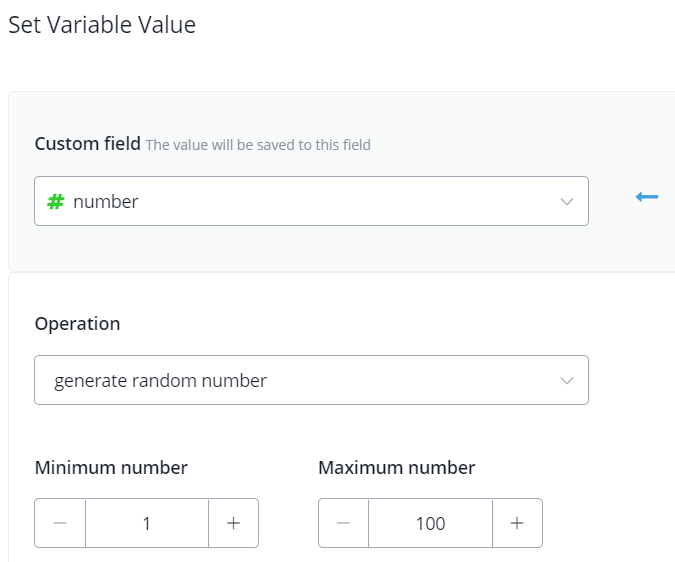 Set Variable Value
Custom field The value will be saved to this field
# number
Operation
generate random number
Minimum number Maximum number
− 1 + − 100 +